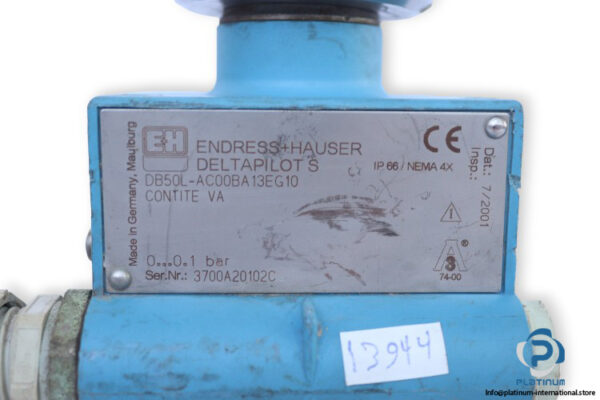 Made in Germany, Maulburg
EH ENDRESS+HAUSER
DELTAPILOT S
IP 66 / NEMA 4X
CE
Dat.: 7/2001
Insp.:
DB50L-AC00BA13EG10
CONTITE VA
0...0.1 bar
Ser.Nr.: 3700A20102C
!
A ®
3
74-00
13944
PLATINUM
Info@platinum-international.store